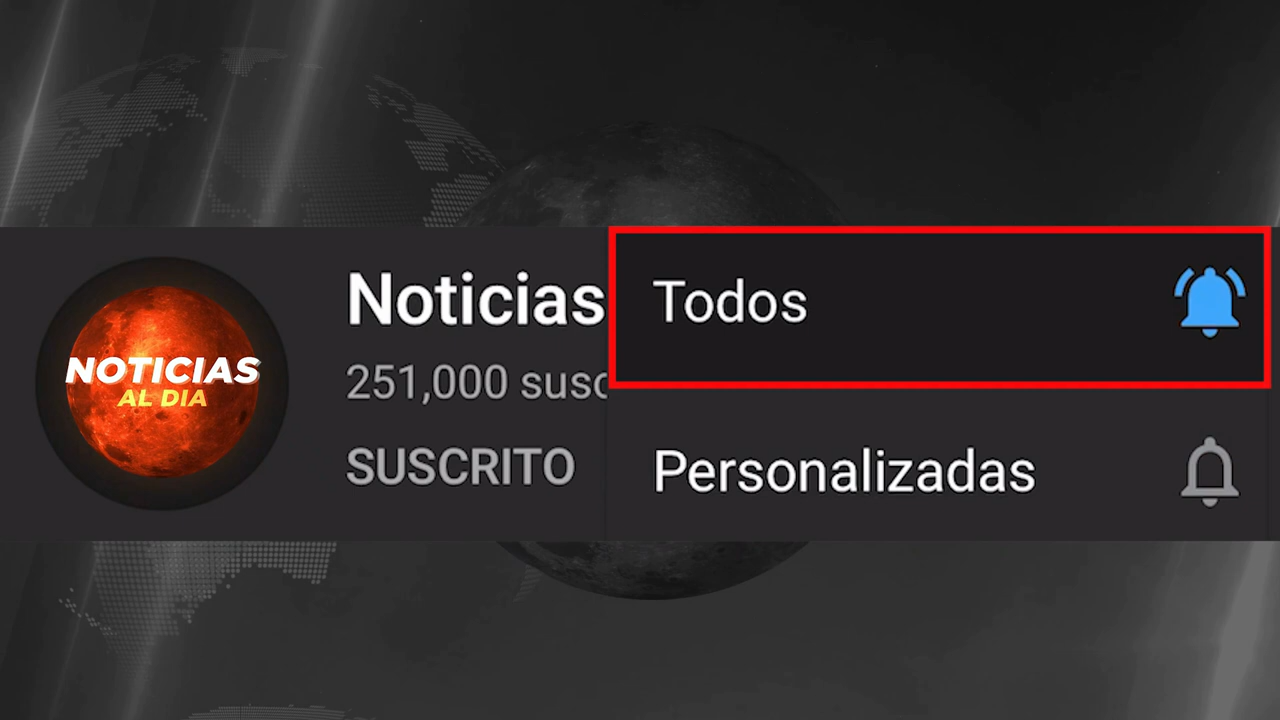 NOTICIAS
AL DIA
Noticias
251,000 susc
SUSCRITO
Todos
Personalizadas